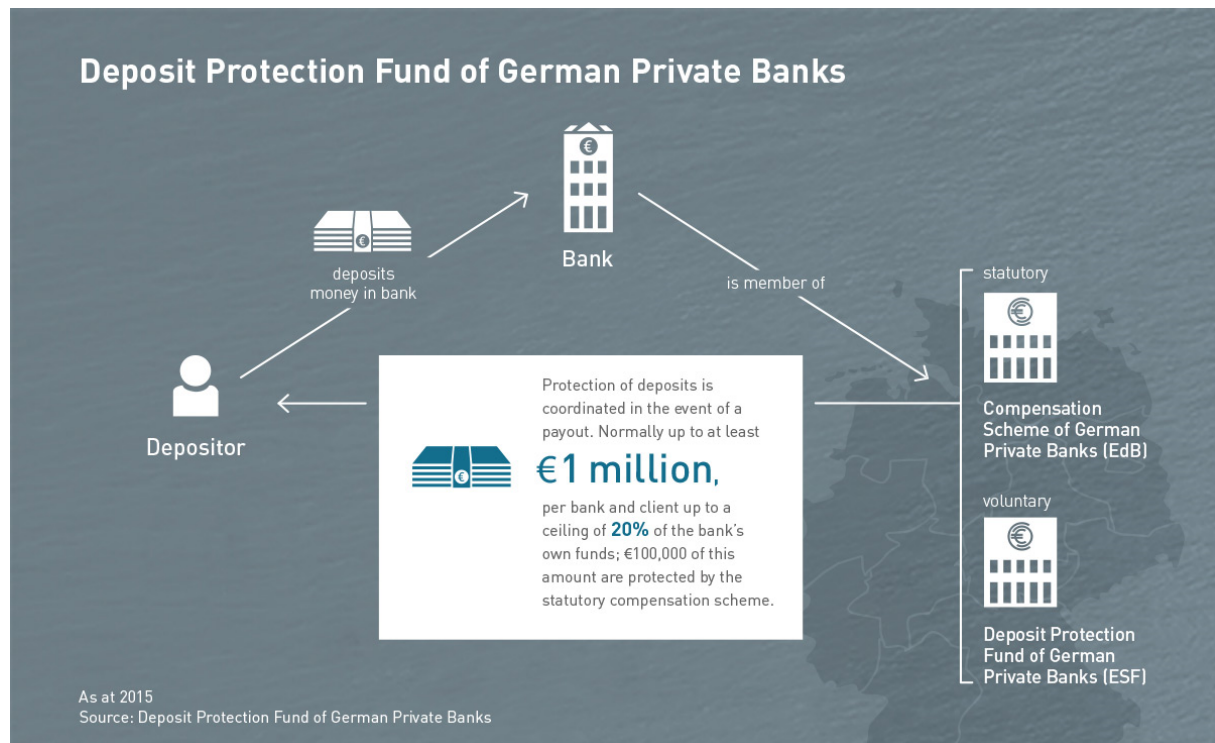 Deposit Protection Fund of German Private Banks
€
€
deposits
money in bank
Bank
is member of
Depositor
Protection of deposits is
coordinated in the event of a
payout. Normally up to at least
€
€1 million,
per bank and client up to a
ceiling of 20% of the bank's
own funds; €100,000 of this
amount are protected by the
statutory compensation scheme.
statutory
€
Compensation
Scheme of German
Private Banks (EdB)
voluntary
€
Deposit Protection
Fund of German
Private Banks (ESF)
As at 2015
Source: Deposit Protection Fund of German Private Banks